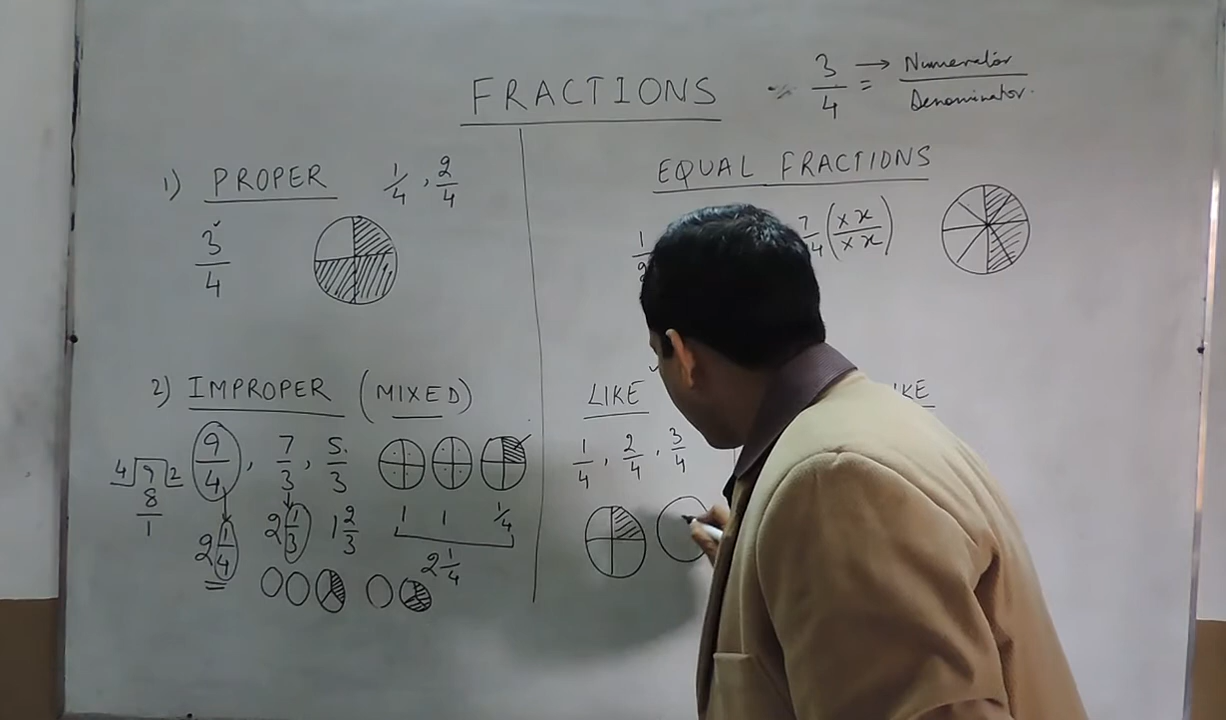 FRACTIONS
3/4 = → Numerator/Denominator.
1) PROPER 1/4, 2/4
3/4
2) IMPROPER (MIXED)
9/4, 7/3, 5/3
4 9 2
8
1
2 1/4 2 1/3 1 2/3
1 1 1/4
2 1/4
EQUAL FRACTIONS
7/4 (× x/× x)
LIKE
1/4, 2/4, 3/4